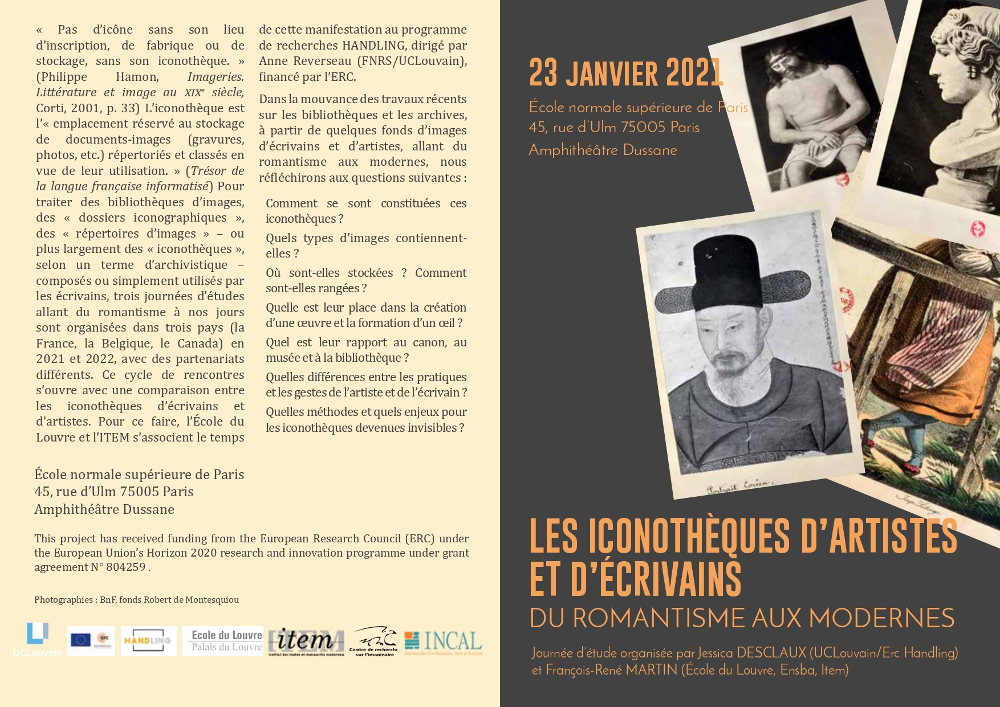 « Pas d’icône sans son lieu
d’inscription, de fabrique ou de
stockage, sans son iconothèque. »
(Philippe Hamon, Imageries.
Littérature et image au XIXe siècle,
Corti, 2001, p. 33) L’iconothèque est
l’« emplacement réservé au stockage
de documents-images (gravures,
photos, etc.) répertoriés et classés en
vue de leur utilisation. » (Trésor de
la langue française informatisé) Pour
traiter des bibliothèques d’images,
des « dossiers iconographiques »,
des « répertoires d’images » – ou
plus largement des « iconothèques »,
selon un terme d’archivistique –
composés ou simplement utilisés par
les écrivains, trois journées d’études
allant du romantisme à nos jours
sont organisées dans trois pays (la
France, la Belgique, le Canada) en
2021 et 2022, avec des partenariats
différents. Ce cycle de rencontres
s’ouvre avec une comparaison entre
les iconothèques d’écrivains et
d’artistes. Pour ce faire, l’École du
Louvre et l’ITEM s’associent le temps
de cette manifestation au programme
de recherches HANDLING, dirigé par
Anne Reverseau (FNRS/UCLouvain),
financé par l’ERC.
Dans la mouvance des travaux récents
sur les bibliothèques et les archives,
à partir de quelques fonds d’images
d’écrivains et d’artistes, allant du
romantisme aux modernes, nous
réfléchirons aux questions suivantes :
Comment se sont constituées ces
iconothèques ?
Quels types d’images contiennent-
elles ?
Où sont-elles stockées ? Comment
sont-elles rangées ?
Quelle est leur place dans la création
d’une œuvre et la formation d’un œil ?
Quel est leur rapport au canon, au
musée et à la bibliothèque ?
Quelles différences entre les pratiques
et les gestes de l’artiste et de l’écrivain ?
Quelles méthodes et quels enjeux pour
les iconothèques devenues invisibles ?
École normale supérieure de Paris
45, rue d’Ulm 75005 Paris
Amphithéâtre Dussane
This project has received funding from the European Research Council (ERC) under
the European Union’s Horizon 2020 research and innovation programme under grant
agreement N° 804259 .
Photographies : BnF, fonds Robert de Montesquiou
UCLouvain
erc
HANDLING
Ecole du Louvre
Palais du Louvre
ITEM
item
Institut des textes et manuscrits modernes
Centre de recherche
sur l’imaginaire
INCAL
Institut des Civilisations, Arts et Lettres
23 JANVIER 2021
École normale supérieure de Paris
45, rue d’Ulm 75005 Paris
Amphithéâtre Dussane
Portrait Coréen,
LES ICONOTHÈQUES D’ARTISTES
ET D’ÉCRIVAINS
DU ROMANTISME AUX MODERNES
Journée d’étude organisée par Jessica DESCLAUX (UCLouvain/Erc Handling)
et François-René MARTIN (École du Louvre, Ensba, Item)